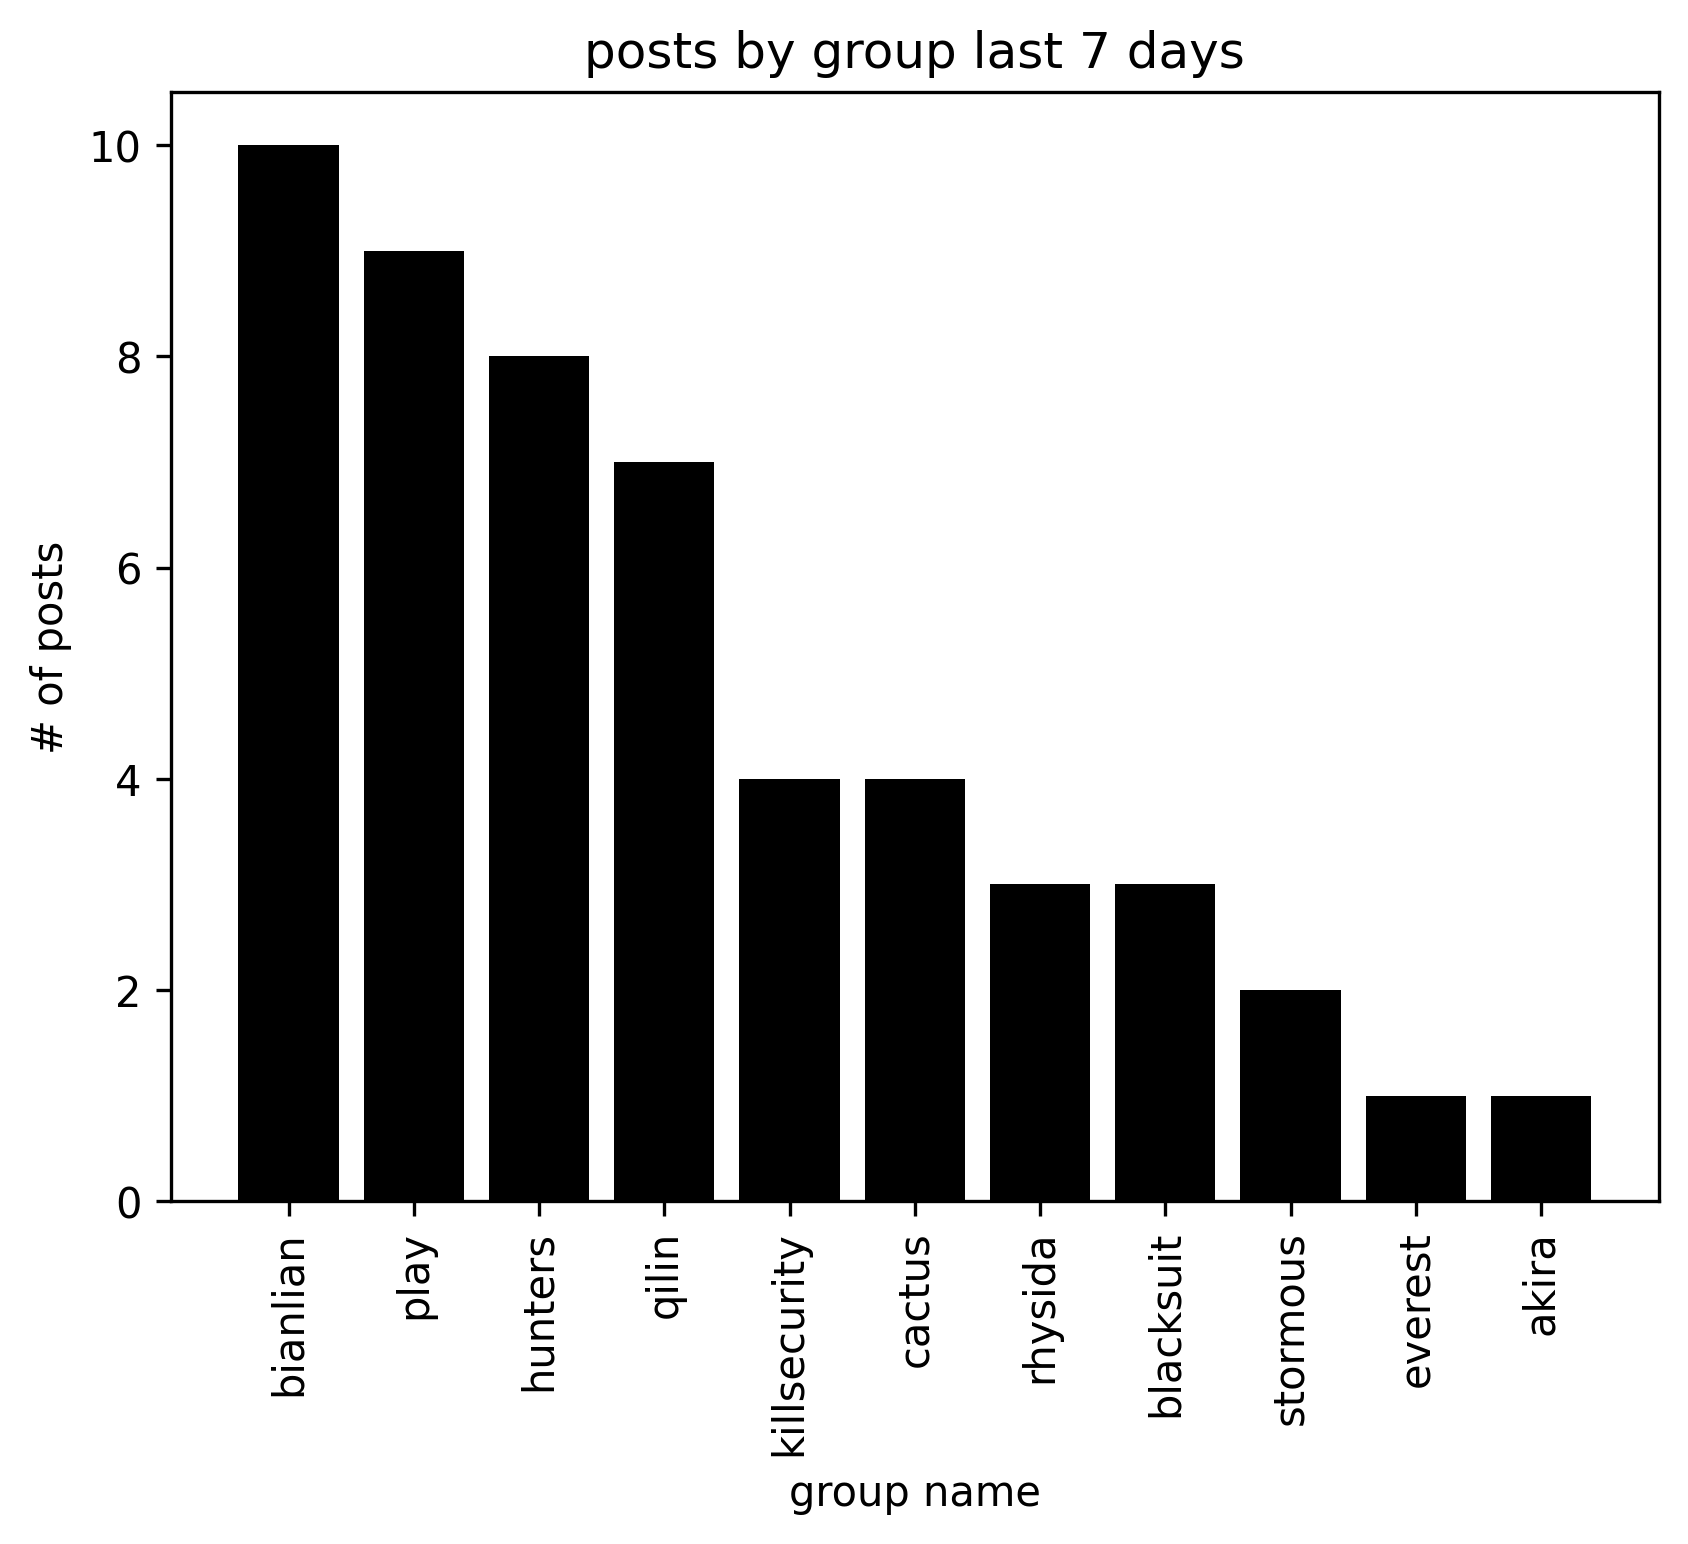 posts by group last 7 days
10
8
6
4
2
0
# of posts
bianlian
play
hunters
qilin
killsecurity
cactus
rhysida
blacksuit
stormous
everest
akira
group name